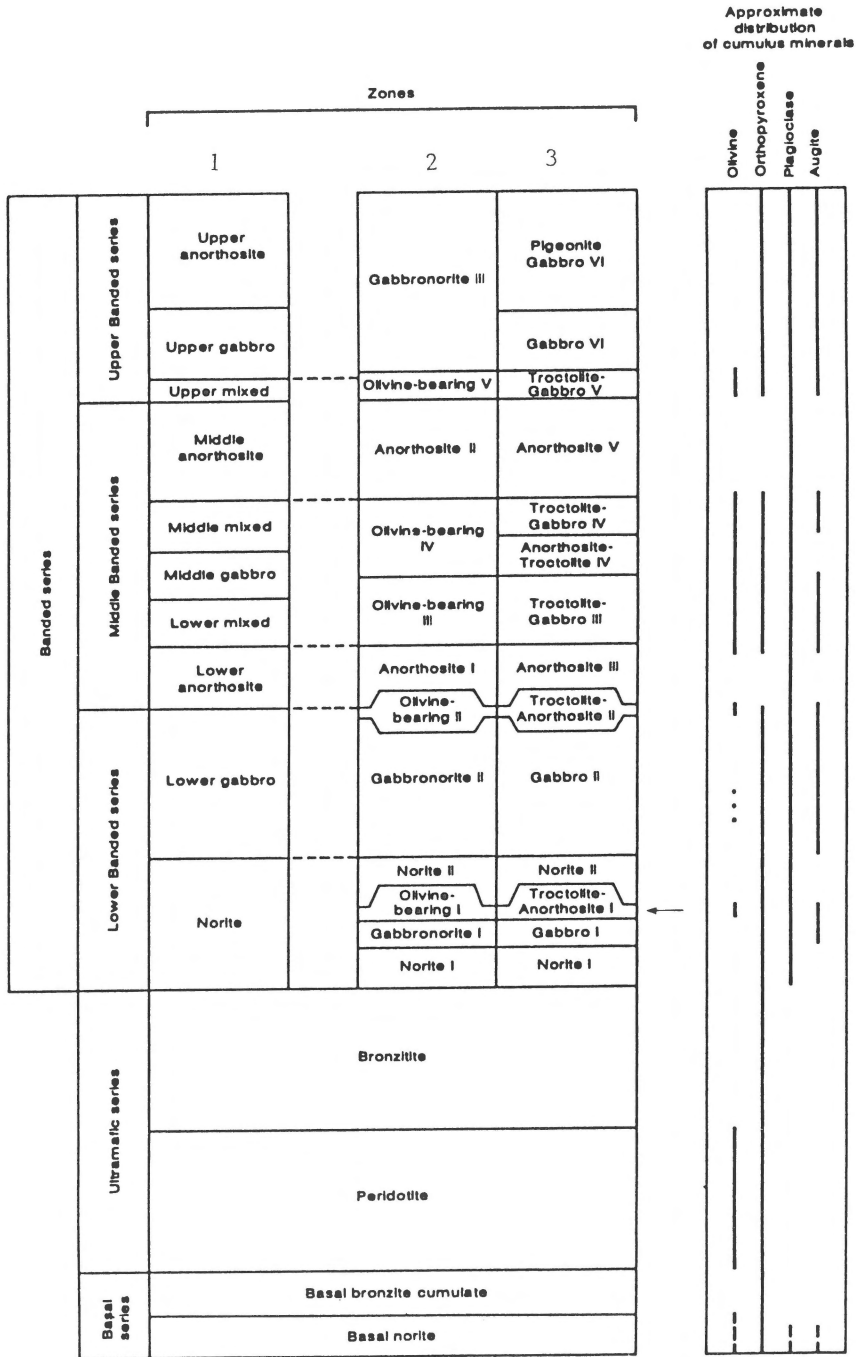 Approximate
distribution
of cumulus minerals
Zones
Olivine
Orthopyroxene
Plagioclase
Augite
1
2
3
Banded series
Upper Banded series
Upper
anorthosite
Gabbronorite III
Pigeonite
Gabbro VI
Upper gabbro
Gabbro VI
Upper mixed
Olivine-bearing V
Troctolite-
Gabbro V
Middle Banded series
Middle
anorthosite
Anorthosite II
Anorthosite V
Middle mixed
Olivine-bearing
IV
Troctolite-
Gabbro IV
Middle gabbro
Anorthosite-
Troctolite IV
Lower mixed
Olivine-bearing
III
Troctolite-
Gabbro III
Lower
anorthosite
Anorthosite I
Anorthosite III
Olivine-
bearing II
Troctolite-
Anorthosite II
Lower Banded series
Lower gabbro
Gabbronorite II
Gabbro II
Norite
Norite II
Norite II
Olivine-
bearing I
Troctolite-
Anorthosite I
Gabbronorite I
Gabbro I
Norite I
Norite I
Ultramafic series
Bronzitite
Peridotite
Basal
series
Basal bronzite cumulate
Basal norite